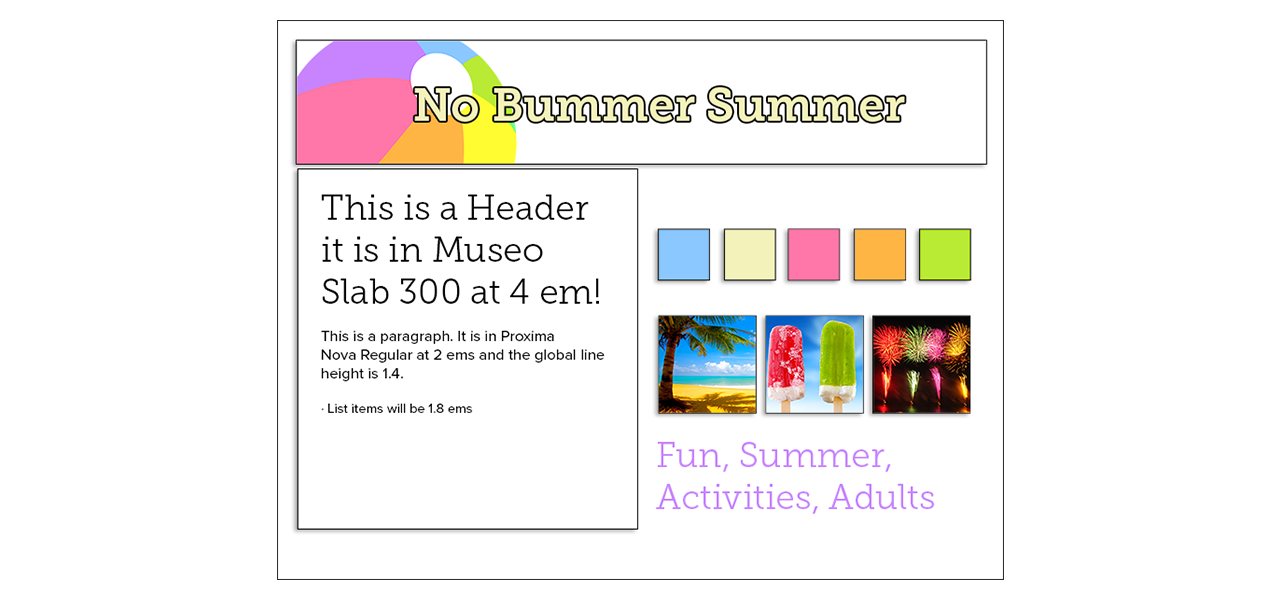 No Bummer Summer
This is a Header
it is in Museo
Slab 300 at 4 em!
This is a paragraph. It is in Proxima
Nova Regular at 2 ems and the global line
height is 1.4.
· List items will be 1.8 ems
Fun, Summer,
Activities, Adults